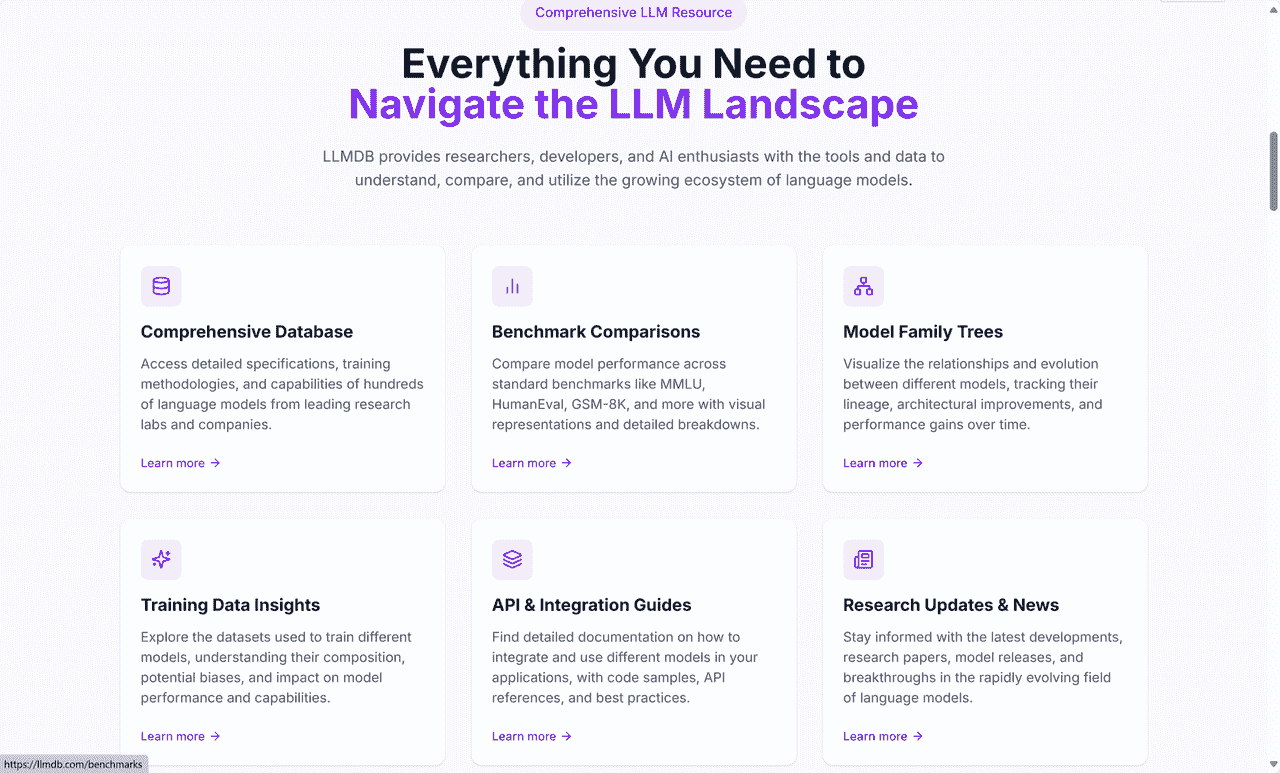 Comprehensive LLM Resource
Everything You Need to
Navigate the LLM Landscape
LLMDB provides researchers, developers, and AI enthusiasts with the tools and data to
understand, compare, and utilize the growing ecosystem of language models.
Comprehensive Database
Access detailed specifications, training
methodologies, and capabilities of hundreds
of language models from leading research
labs and companies.
Learn more →
Benchmark Comparisons
Compare model performance across
standard benchmarks like MMLU,
HumanEval, GSM-8K, and more with visual
representations and detailed breakdowns.
Learn more →
Model Family Trees
Visualize the relationships and evolution
between different models, tracking their
lineage, architectural improvements, and
performance gains over time.
Learn more →
Training Data Insights
Explore the datasets used to train different
models, understanding their composition,
potential biases, and impact on model
performance and capabilities.
Learn more →
API & Integration Guides
Find detailed documentation on how to
integrate and use different models in your
applications, with code samples, API
references, and best practices.
Learn more →
Research Updates & News
Stay informed with the latest developments,
research papers, model releases, and
breakthroughs in the rapidly evolving field
of language models.
Learn more →
https://llmdb.com/benchmarks